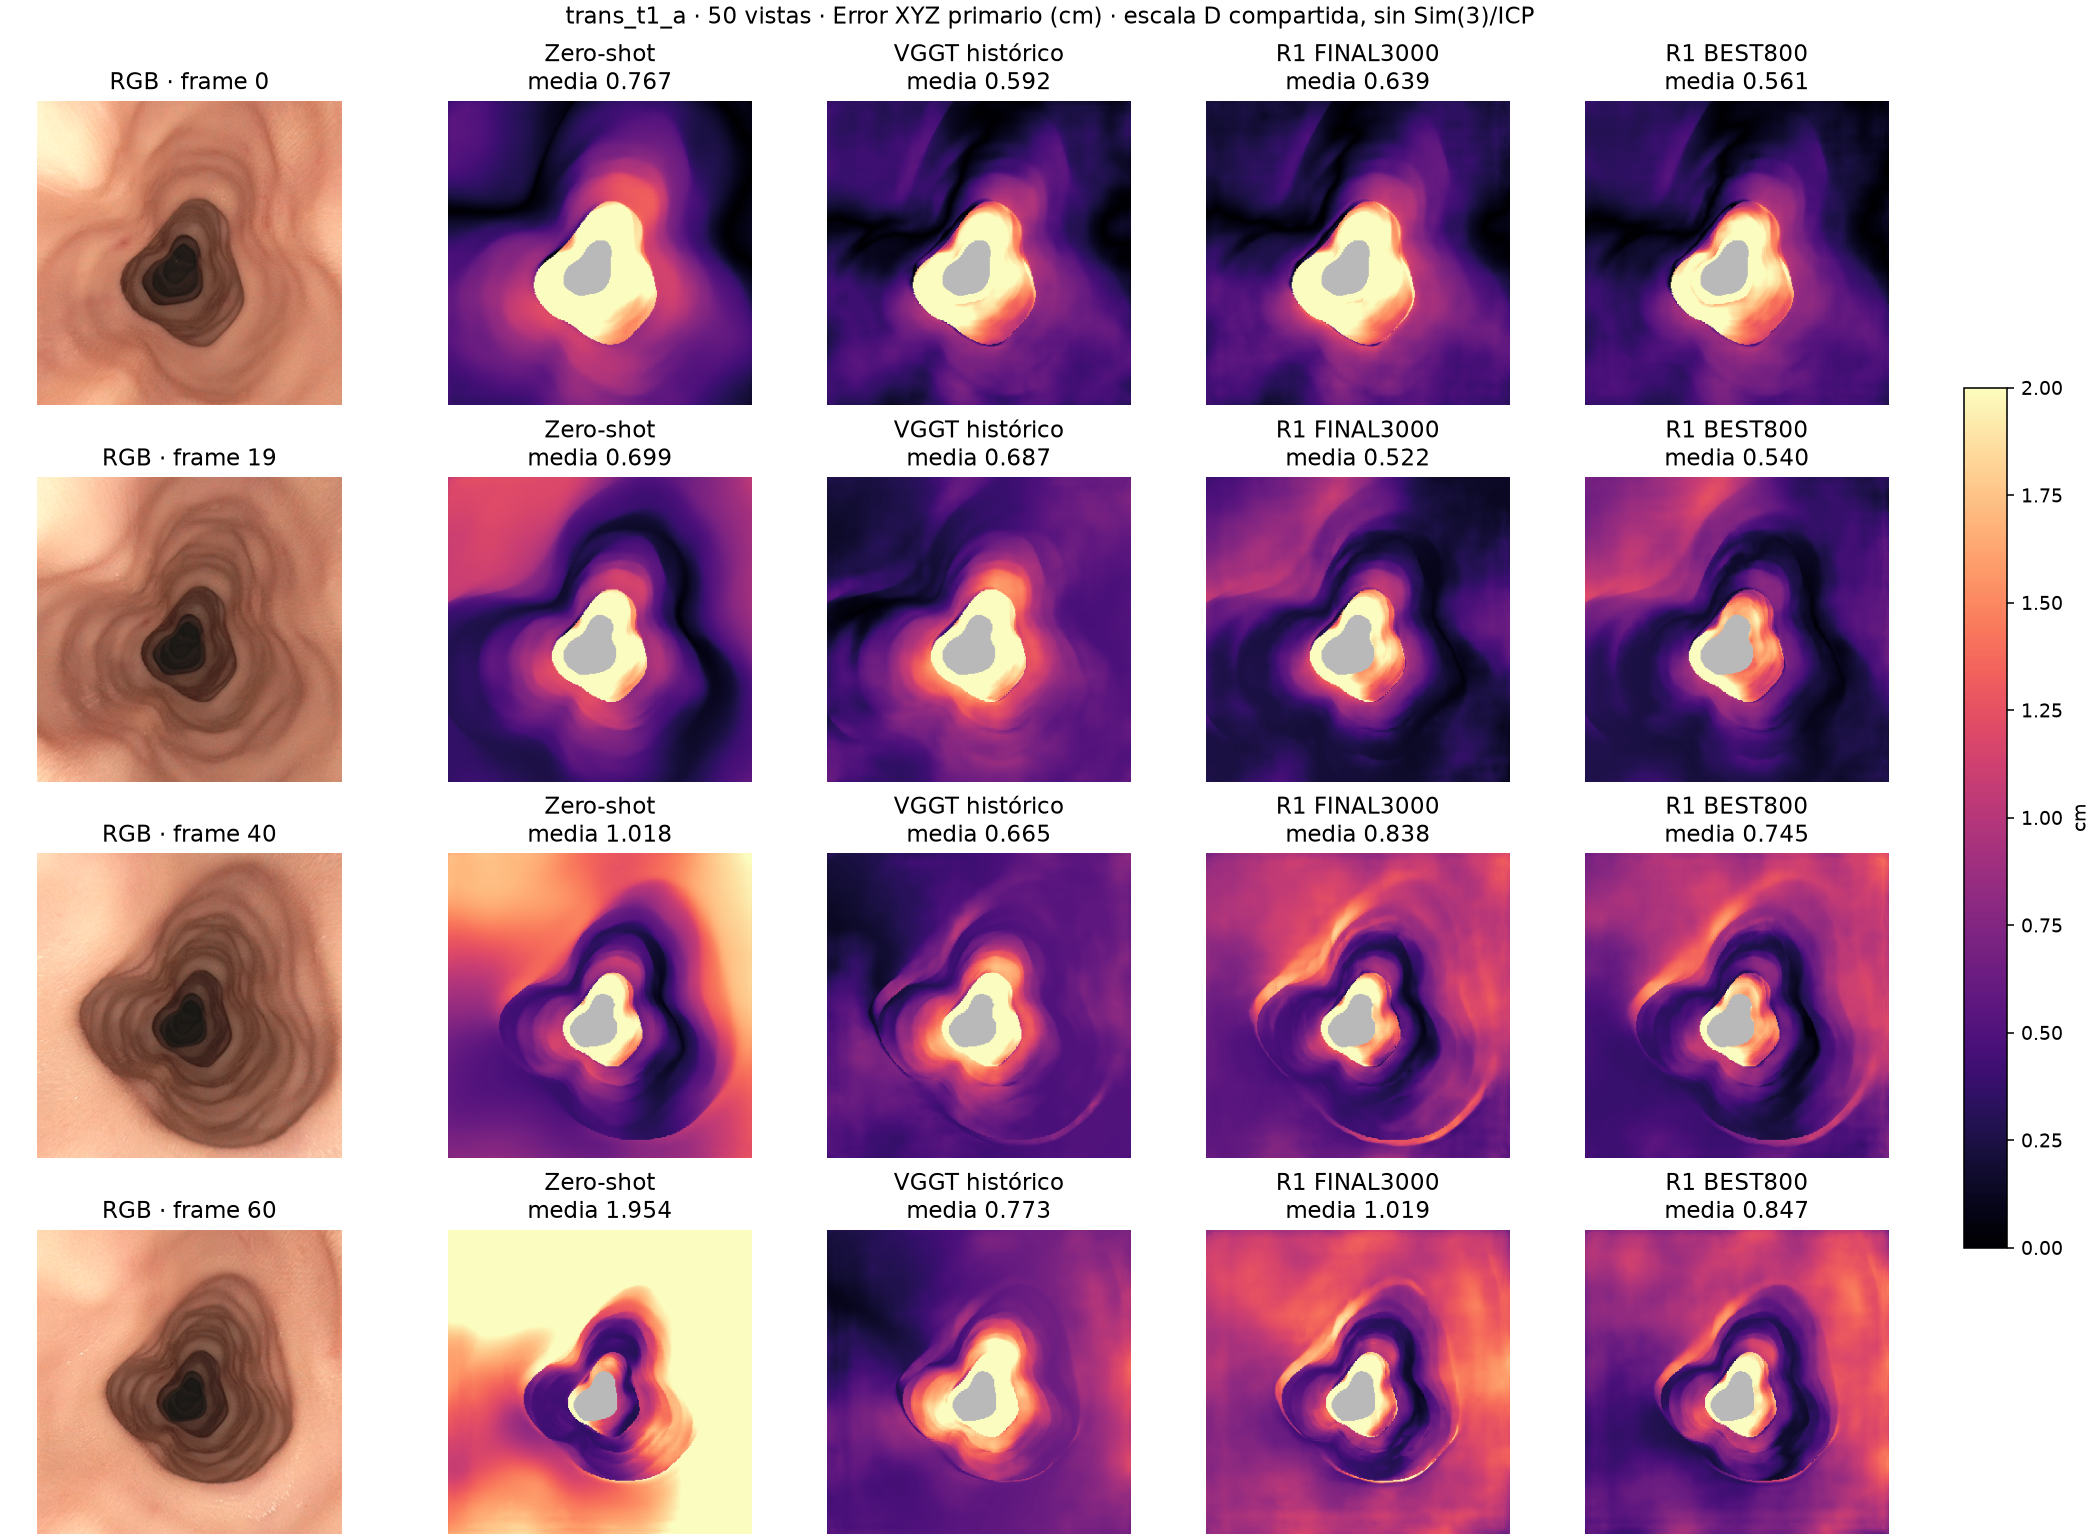 trans_t1_a · 50 vistas · Error XYZ primario (cm) · escala D compartida, sin Sim(3)/ICP
RGB · frame 0
Zero-shot
media 0.767
VGGT histórico
media 0.592
R1 FINAL3000
media 0.639
R1 BEST800
media 0.561
RGB · frame 19
Zero-shot
media 0.699
VGGT histórico
media 0.687
R1 FINAL3000
media 0.522
R1 BEST800
media 0.540
RGB · frame 40
Zero-shot
media 1.018
VGGT histórico
media 0.665
R1 FINAL3000
media 0.838
R1 BEST800
media 0.745
RGB · frame 60
Zero-shot
media 1.954
VGGT histórico
media 0.773
R1 FINAL3000
media 1.019
R1 BEST800
media 0.847
2.00
1.75
1.50
1.25
1.00
0.75
0.50
0.25
0.00
cm